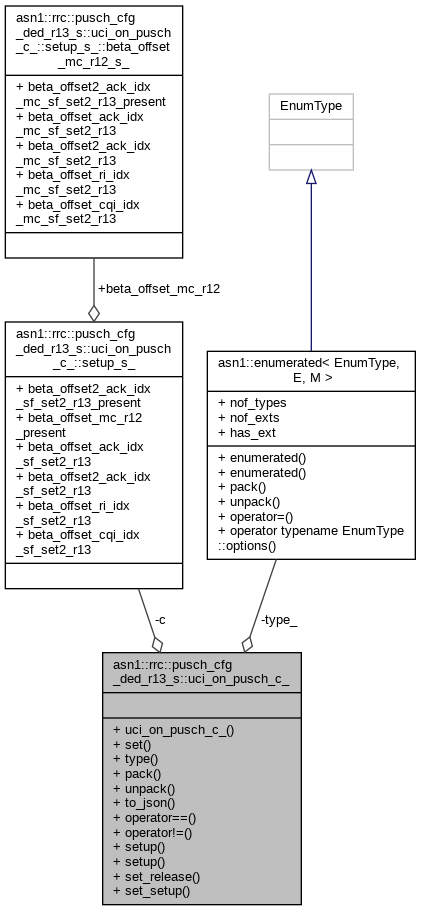 asn1::rrc::pusch_cfg
_ded_r13_s::uci_on_pusch
_c_::setup_s_::beta_offset
_mc_r12_s_
+ beta_offset2_ack_idx
_mc_sf_set2_r13_present
+ beta_offset_ack_idx
_mc_sf_set2_r13
+ beta_offset2_ack_idx
_mc_sf_set2_r13
+ beta_offset_ri_idx
_mc_sf_set2_r13
+ beta_offset_cqi_idx
_mc_sf_set2_r13
EnumType
+beta_offset_mc_r12
asn1::rrc::pusch_cfg
_ded_r13_s::uci_on_pusch
_c_::setup_s_
+ beta_offset2_ack_idx
_sf_set2_r13_present
+ beta_offset_mc_r12
_present
+ beta_offset_ack_idx
_sf_set2_r13
+ beta_offset2_ack_idx
_sf_set2_r13
+ beta_offset_ri_idx
_sf_set2_r13
+ beta_offset_cqi_idx
_sf_set2_r13
asn1::enumerated< EnumType,
E, M >
+ nof_types
+ nof_exts
+ has_ext
+ enumerated()
+ enumerated()
+ pack()
+ unpack()
+ operator=()
+ operator typename EnumType
::options()
-c
-type_
asn1::rrc::pusch_cfg
_ded_r13_s::uci_on_pusch_c_
+ uci_on_pusch_c_()
+ set()
+ type()
+ pack()
+ unpack()
+ to_json()
+ operator==()
+ operator!=()
+ setup()
+ setup()
+ set_release()
+ set_setup()